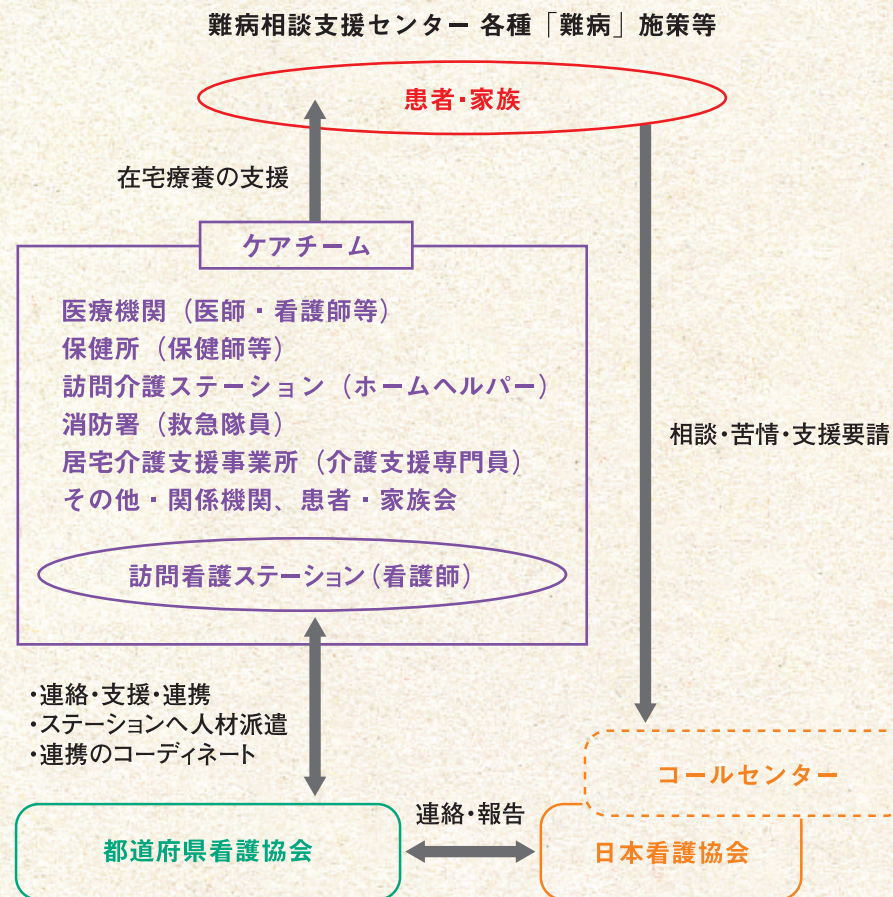 難病相談支援センター 各種「難病」施策等
患者・家族
在宅療養の支援
ケアチーム
医療機関（医師・看護師等）
保健所（保健師等）
訪問介護ステーション（ホームヘルパー）
消防署（救急隊員）
居宅介護支援事業所（介護支援専門員）
その他・関係機関、患者・家族会
訪問看護ステーション（看護師）
相談・苦情・支援要請
・連絡・支援・連携
・ステーションへ人材派遣
・連携のコーディネート
コールセンター
連絡・報告
都道府県看護協会
日本看護協会